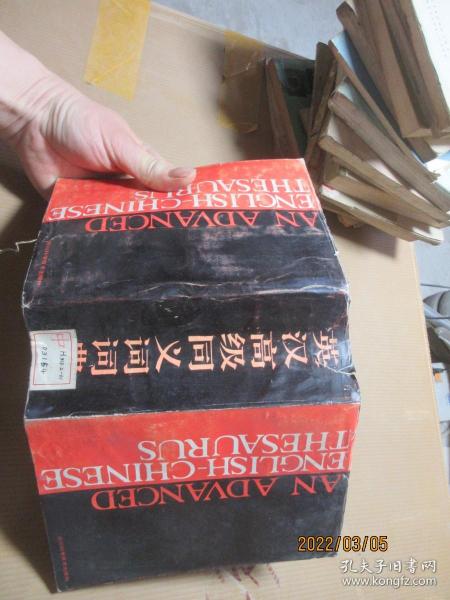 AN ADVANCED
ENGLISH-CHINESE
THESAURUS
英汉高级同义词词典
AN ADVANCED
ENGLISH-CHINESE
THESAURUS
2022/03/05
孔夫子旧书网
www.kongfz.com